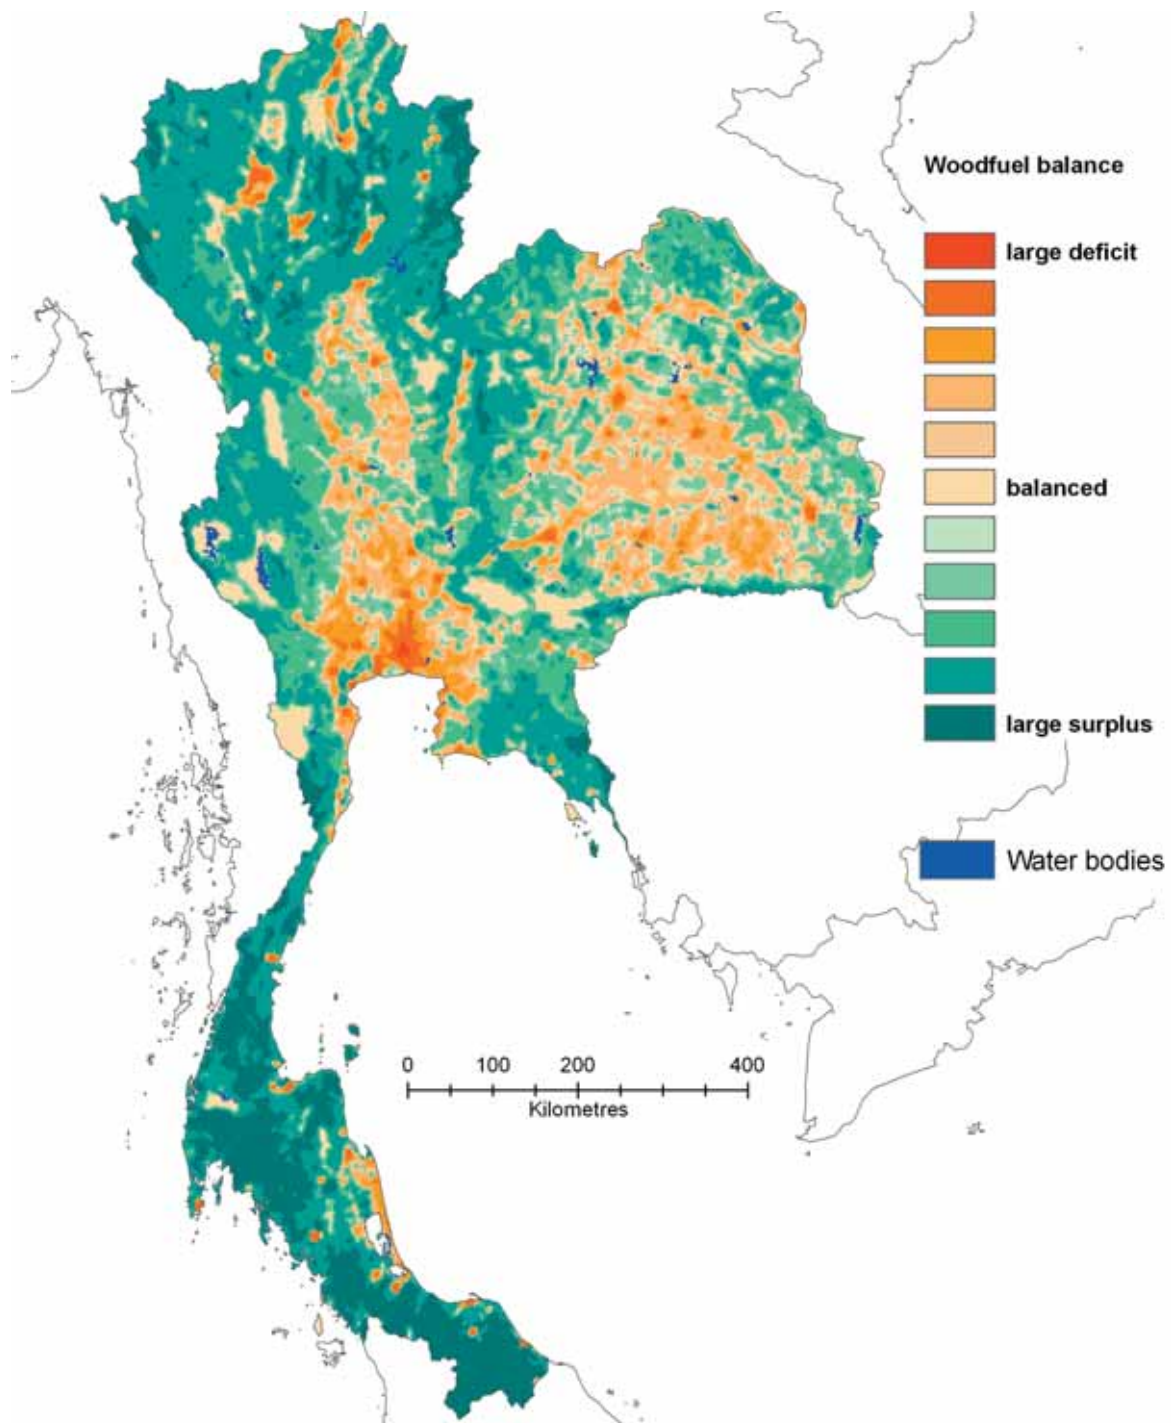 Woodfuel balance
large deficit
balanced
large surplus
Water bodies
0 100 200 400
Kilometres